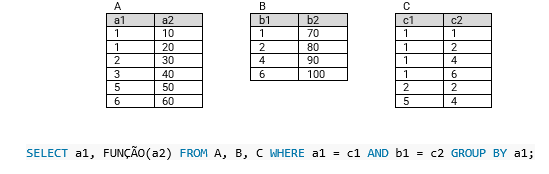 A B C
a1 a2 b1 b2 c1 c2
1 10 1 70 1 1
1 20 2 80 1 2
2 30 4 90 1 4
3 40 6 100 1 6
5 50 2 2
6 60 5 4
SELECT a1, FUNÇÃO(a2) FROM A, B, C WHERE a1 = c1 AND b1 = c2 GROUP BY a1;